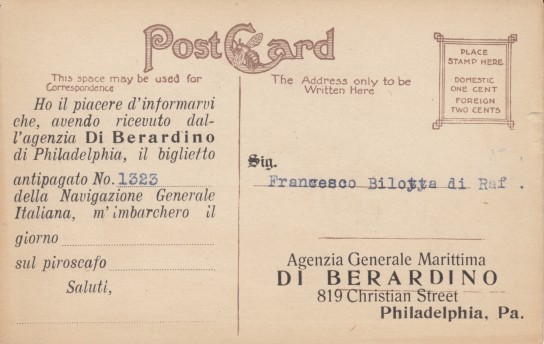 Post Card
This space may be used for
Correspondence
The Address only to be
Written Here
PLACE
STAMP HERE
DOMESTIC
ONE CENT
FOREIGN
TWO CENTS
Ho il piacere d'informarvi
che, avendo ricevuto dal-
l'agenzia Di Berardino
di Philadelphia, il biglietto
antipagato No. 1323
della Navigazione Generale
Italiana, m'imbarchero il
giorno
sul piroscafo
Saluti,
Sig.
Francesco Bilotta di Raf.
Agenzia Generale Marittima
DI BERARDINO
819 Christian Street
Philadelphia, Pa.